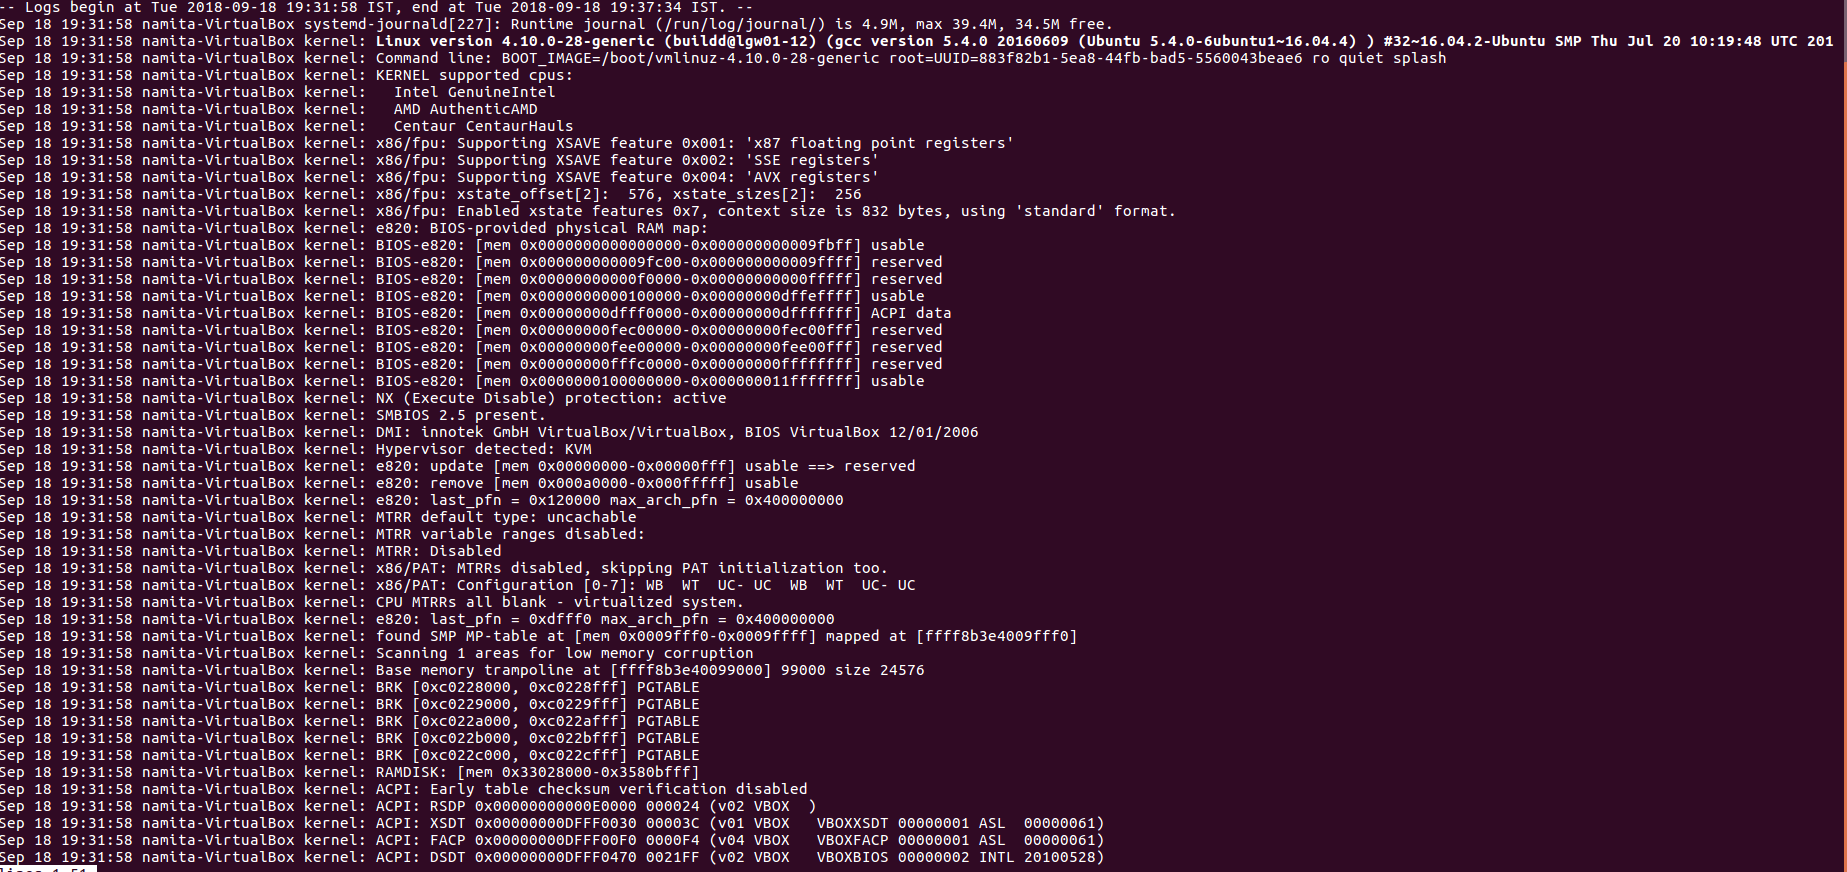 -- Logs begin at Tue 2018-09-18 19:31:58 IST, end at Tue 2018-09-18 19:37:34 IST. --
Sep 18 19:31:58 namita-VirtualBox systemd-journald[227]: Runtime journal (/run/log/journal/) is 4.9M, max 39.4M, 34.5M free.
Sep 18 19:31:58 namita-VirtualBox kernel: Linux version 4.10.0-28-generic (buildd@lgw01-12) (gcc version 5.4.0 20160609 (Ubuntu 5.4.0-6ubuntu1~16.04.4) ) #32~16.04.2-Ubuntu SMP Thu Jul 20 10:19:48 UTC 201
Sep 18 19:31:58 namita-VirtualBox kernel: Command line: BOOT_IMAGE=/boot/vmlinuz-4.10.0-28-generic root=UUID=883f82b1-5ea8-44fb-bad5-5560043beae6 ro quiet splash
Sep 18 19:31:58 namita-VirtualBox kernel: KERNEL supported cpus:
Sep 18 19:31:58 namita-VirtualBox kernel:   Intel GenuineIntel
Sep 18 19:31:58 namita-VirtualBox kernel:   AMD AuthenticAMD
Sep 18 19:31:58 namita-VirtualBox kernel:   Centaur CentaurHauls
Sep 18 19:31:58 namita-VirtualBox kernel: x86/fpu: Supporting XSAVE feature 0x001: 'x87 floating point registers'
Sep 18 19:31:58 namita-VirtualBox kernel: x86/fpu: Supporting XSAVE feature 0x002: 'SSE registers'
Sep 18 19:31:58 namita-VirtualBox kernel: x86/fpu: Supporting XSAVE feature 0x004: 'AVX registers'
Sep 18 19:31:58 namita-VirtualBox kernel: x86/fpu: xstate_offset[2]:  576, xstate_sizes[2]:  256
Sep 18 19:31:58 namita-VirtualBox kernel: x86/fpu: Enabled xstate features 0x7, context size is 832 bytes, using 'standard' format.
Sep 18 19:31:58 namita-VirtualBox kernel: e820: BIOS-provided physical RAM map:
Sep 18 19:31:58 namita-VirtualBox kernel: BIOS-e820: [mem 0x0000000000000000-0x000000000009fbff] usable
Sep 18 19:31:58 namita-VirtualBox kernel: BIOS-e820: [mem 0x000000000009fc00-0x000000000009ffff] reserved
Sep 18 19:31:58 namita-VirtualBox kernel: BIOS-e820: [mem 0x00000000000f0000-0x00000000000fffff] reserved
Sep 18 19:31:58 namita-VirtualBox kernel: BIOS-e820: [mem 0x0000000000100000-0x00000000dffeffff] usable
Sep 18 19:31:58 namita-VirtualBox kernel: BIOS-e820: [mem 0x00000000dfff0000-0x00000000dfffffff] ACPI data
Sep 18 19:31:58 namita-VirtualBox kernel: BIOS-e820: [mem 0x00000000fec00000-0x00000000fec00fff] reserved
Sep 18 19:31:58 namita-VirtualBox kernel: BIOS-e820: [mem 0x00000000fee00000-0x00000000fee00fff] reserved
Sep 18 19:31:58 namita-VirtualBox kernel: BIOS-e820: [mem 0x00000000fffc0000-0x00000000ffffffff] reserved
Sep 18 19:31:58 namita-VirtualBox kernel: BIOS-e820: [mem 0x0000000100000000-0x000000011fffffff] usable
Sep 18 19:31:58 namita-VirtualBox kernel: NX (Execute Disable) protection: active
Sep 18 19:31:58 namita-VirtualBox kernel: SMBIOS 2.5 present.
Sep 18 19:31:58 namita-VirtualBox kernel: DMI: innotek GmbH VirtualBox/VirtualBox, BIOS VirtualBox 12/01/2006
Sep 18 19:31:58 namita-VirtualBox kernel: Hypervisor detected: KVM
Sep 18 19:31:58 namita-VirtualBox kernel: e820: update [mem 0x00000000-0x00000fff] usable ==> reserved
Sep 18 19:31:58 namita-VirtualBox kernel: e820: remove [mem 0x000a0000-0x000fffff] usable
Sep 18 19:31:58 namita-VirtualBox kernel: e820: last_pfn = 0x120000 max_arch_pfn = 0x400000000
Sep 18 19:31:58 namita-VirtualBox kernel: MTRR default type: uncachable
Sep 18 19:31:58 namita-VirtualBox kernel: MTRR variable ranges disabled:
Sep 18 19:31:58 namita-VirtualBox kernel: MTRR: Disabled
Sep 18 19:31:58 namita-VirtualBox kernel: x86/PAT: MTRRs disabled, skipping PAT initialization too.
Sep 18 19:31:58 namita-VirtualBox kernel: x86/PAT: Configuration [0-7]: WB  WT  UC- UC  WB  WT  UC- UC
Sep 18 19:31:58 namita-VirtualBox kernel: CPU MTRRs all blank - virtualized system.
Sep 18 19:31:58 namita-VirtualBox kernel: e820: last_pfn = 0xdfff0 max_arch_pfn = 0x400000000
Sep 18 19:31:58 namita-VirtualBox kernel: found SMP MP-table at [mem 0x0009fff0-0x0009ffff] mapped at [ffff8b3e4009fff0]
Sep 18 19:31:58 namita-VirtualBox kernel: Scanning 1 areas for low memory corruption
Sep 18 19:31:58 namita-VirtualBox kernel: Base memory trampoline at [ffff8b3e40099000] 99000 size 24576
Sep 18 19:31:58 namita-VirtualBox kernel: BRK [0xc0228000, 0xc0228fff] PGTABLE
Sep 18 19:31:58 namita-VirtualBox kernel: BRK [0xc0229000, 0xc0229fff] PGTABLE
Sep 18 19:31:58 namita-VirtualBox kernel: BRK [0xc022a000, 0xc022afff] PGTABLE
Sep 18 19:31:58 namita-VirtualBox kernel: BRK [0xc022b000, 0xc022bfff] PGTABLE
Sep 18 19:31:58 namita-VirtualBox kernel: BRK [0xc022c000, 0xc022cfff] PGTABLE
Sep 18 19:31:58 namita-VirtualBox kernel: RAMDISK: [mem 0x33028000-0x3580bfff]
Sep 18 19:31:58 namita-VirtualBox kernel: ACPI: Early table checksum verification disabled
Sep 18 19:31:58 namita-VirtualBox kernel: ACPI: RSDP 0x00000000000E0000 000024 (v02 VBOX  )
Sep 18 19:31:58 namita-VirtualBox kernel: ACPI: XSDT 0x00000000DFFF0030 00003C (v01 VBOX   VBOXXSDT 00000001 ASL  00000061)
Sep 18 19:31:58 namita-VirtualBox kernel: ACPI: FACP 0x00000000DFFF00F0 0000F4 (v04 VBOX   VBOXFACP 00000001 ASL  00000061)
Sep 18 19:31:58 namita-VirtualBox kernel: ACPI: DSDT 0x00000000DFFF0470 0021FF (v02 VBOX   VBOXBIOS 00000002 INTL 20100528)